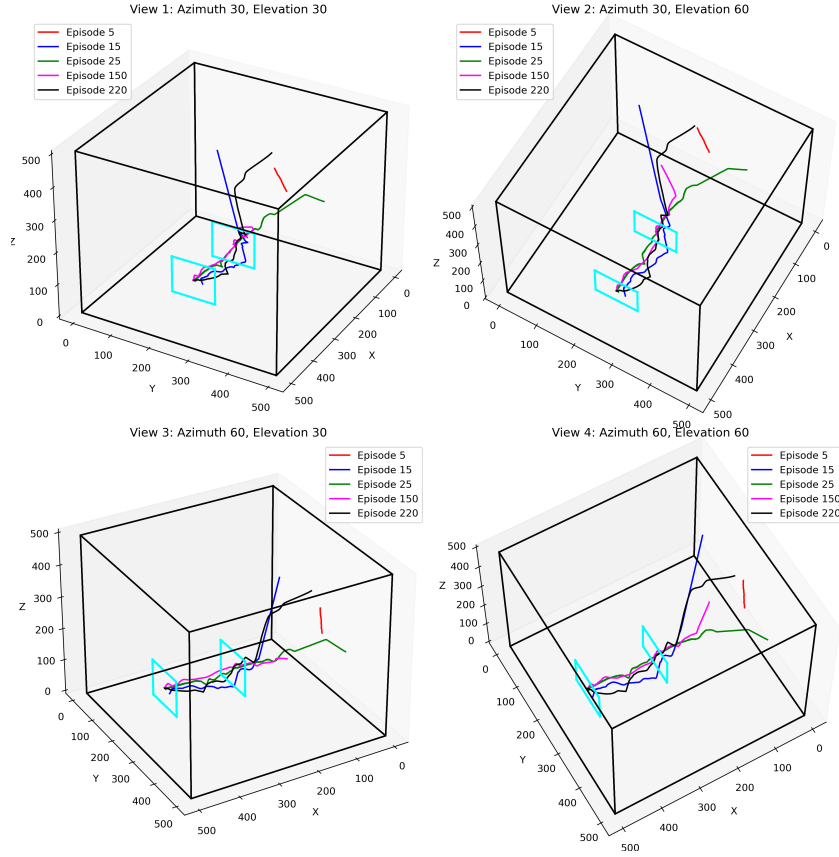 View 1: Azimuth 30, Elevation 30
Episode 5
Episode 15
Episode 25
Episode 150
Episode 220
500
400
300
200
100
0
Z
0
100
200
300
400
500
Y
0
100
200
300
400
500
X
View 2: Azimuth 30, Elevation 60
Episode 5
Episode 15
Episode 25
Episode 150
Episode 220
500
400
300
200
100
0
Z
0
100
200
300
400
500
Y
0
100
200
300
400
500
X
View 3: Azimuth 60, Elevation 30
Episode 5
Episode 15
Episode 25
Episode 150
Episode 220
500
400
300
200
100
0
Z
0
100
200
300
400
500
Y
0
100
200
300
400
500
X
View 4: Azimuth 60, Elevation 60
Episode 5
Episode 15
Episode 25
Episode 150
Episode 220
500
400
300
200
100
0
Z
0
100
200
300
400
500
Y
0
100
200
300
400
500
X